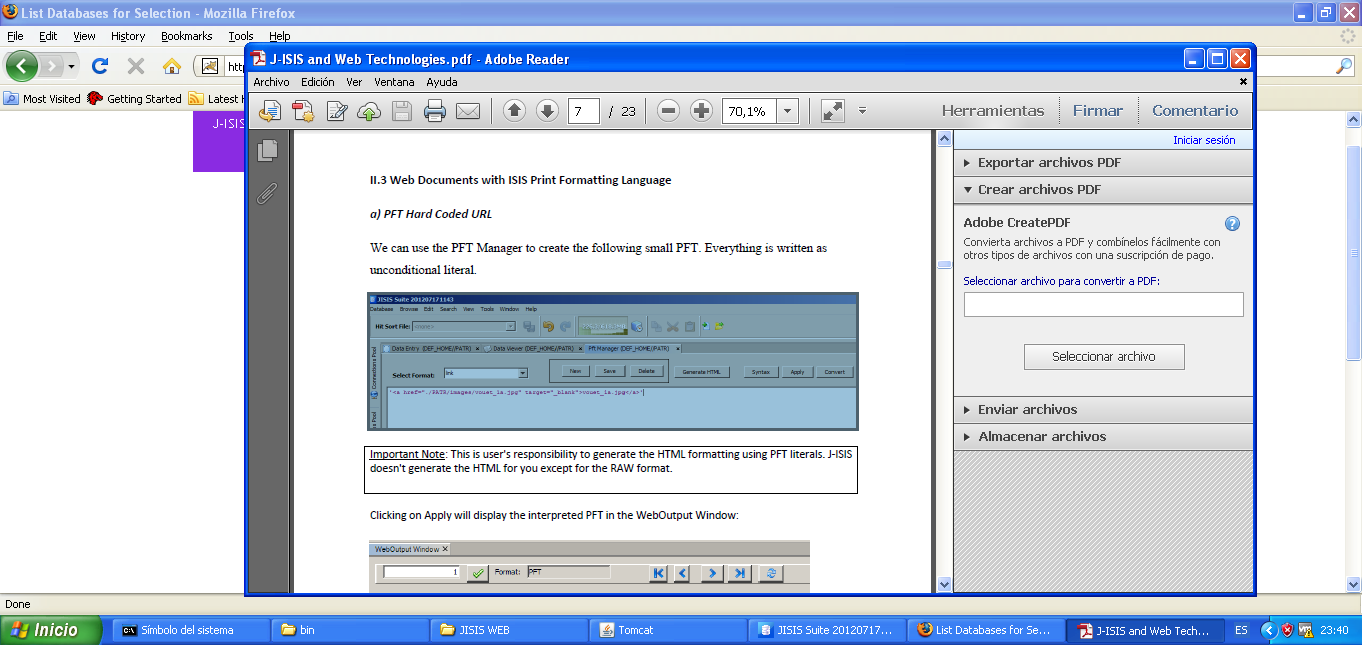 List Databases for Selection - Mozilla Firefox
File Edit View History Bookmarks Tools Help
Most Visited Getting Started Latest
J-ISIS
J-ISIS and Web Technologies.pdf - Adobe Reader
Archivo Edición Ver Ventana Ayuda
7 / 23 70,1% Herramientas Firmar Comentario
Iniciar sesión
Exportar archivos PDF
Crear archivos PDF
Adobe CreatePDF
Convierta archivos a PDF y combínelos fácilmente con
otros tipos de archivos con una suscripción de pago.
Seleccionar archivo para convertir a PDF:
Seleccionar archivo
Enviar archivos
Almacenar archivos
II.3 Web Documents with ISIS Print Formatting Language
a) PFT Hard Coded URL
We can use the PFT Manager to create the following small PFT. Everything is written as
unconditional literal.
JISIS Suite 201207171143
Database Browse Edit Search View Tools Window Help
Hit Sort File: <none>
Data Entry (DEF_HOME//PATR) x Data Viewer (DEF_HOME//PATR) x Pft Manager (DEF_HOME/PATR) x
Connections Pool
Select Format: link New Save Delete Generate HTML Syntax Apply Convert
'<a href="./PATR/images/vouet_1a.jpg" target="_blank">vouet_1a.jpg</a>'
Important Note: This is user's responsibility to generate the HTML formatting using PFT literals. J-ISIS
doesn't generate the HTML for you except for the RAW format.
Clicking on Apply will display the interpreted PFT in the WebOutput Window:
WebOutput Window X
1 Format: PFT
Done
Inicio Símbolo del sistema bin JISIS WEB Tomcat JISIS Suite 20120717... List Databases for Se... J-ISIS and Web Tech... ES 23:40